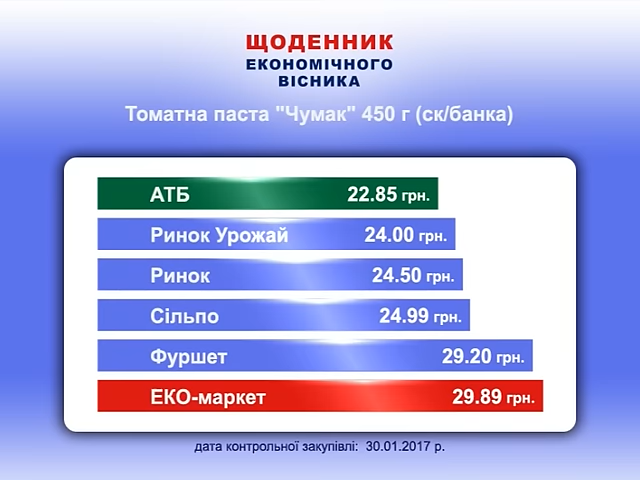 ЩОДЕННИК
ЕКОНОМІЧНОГО
ВІСНИКА
Томатна паста "Чумак" 450 г (ск/банка)
АТБ 22.85 грн.
Ринок Урожай 24.00 грн.
Ринок 24.50 грн.
Сільпо 24.99 грн.
Фуршет 29.20 грн.
ЕКО-маркет 29.89 грн.
дата контрольної закупівлі: 30.01.2017 р.